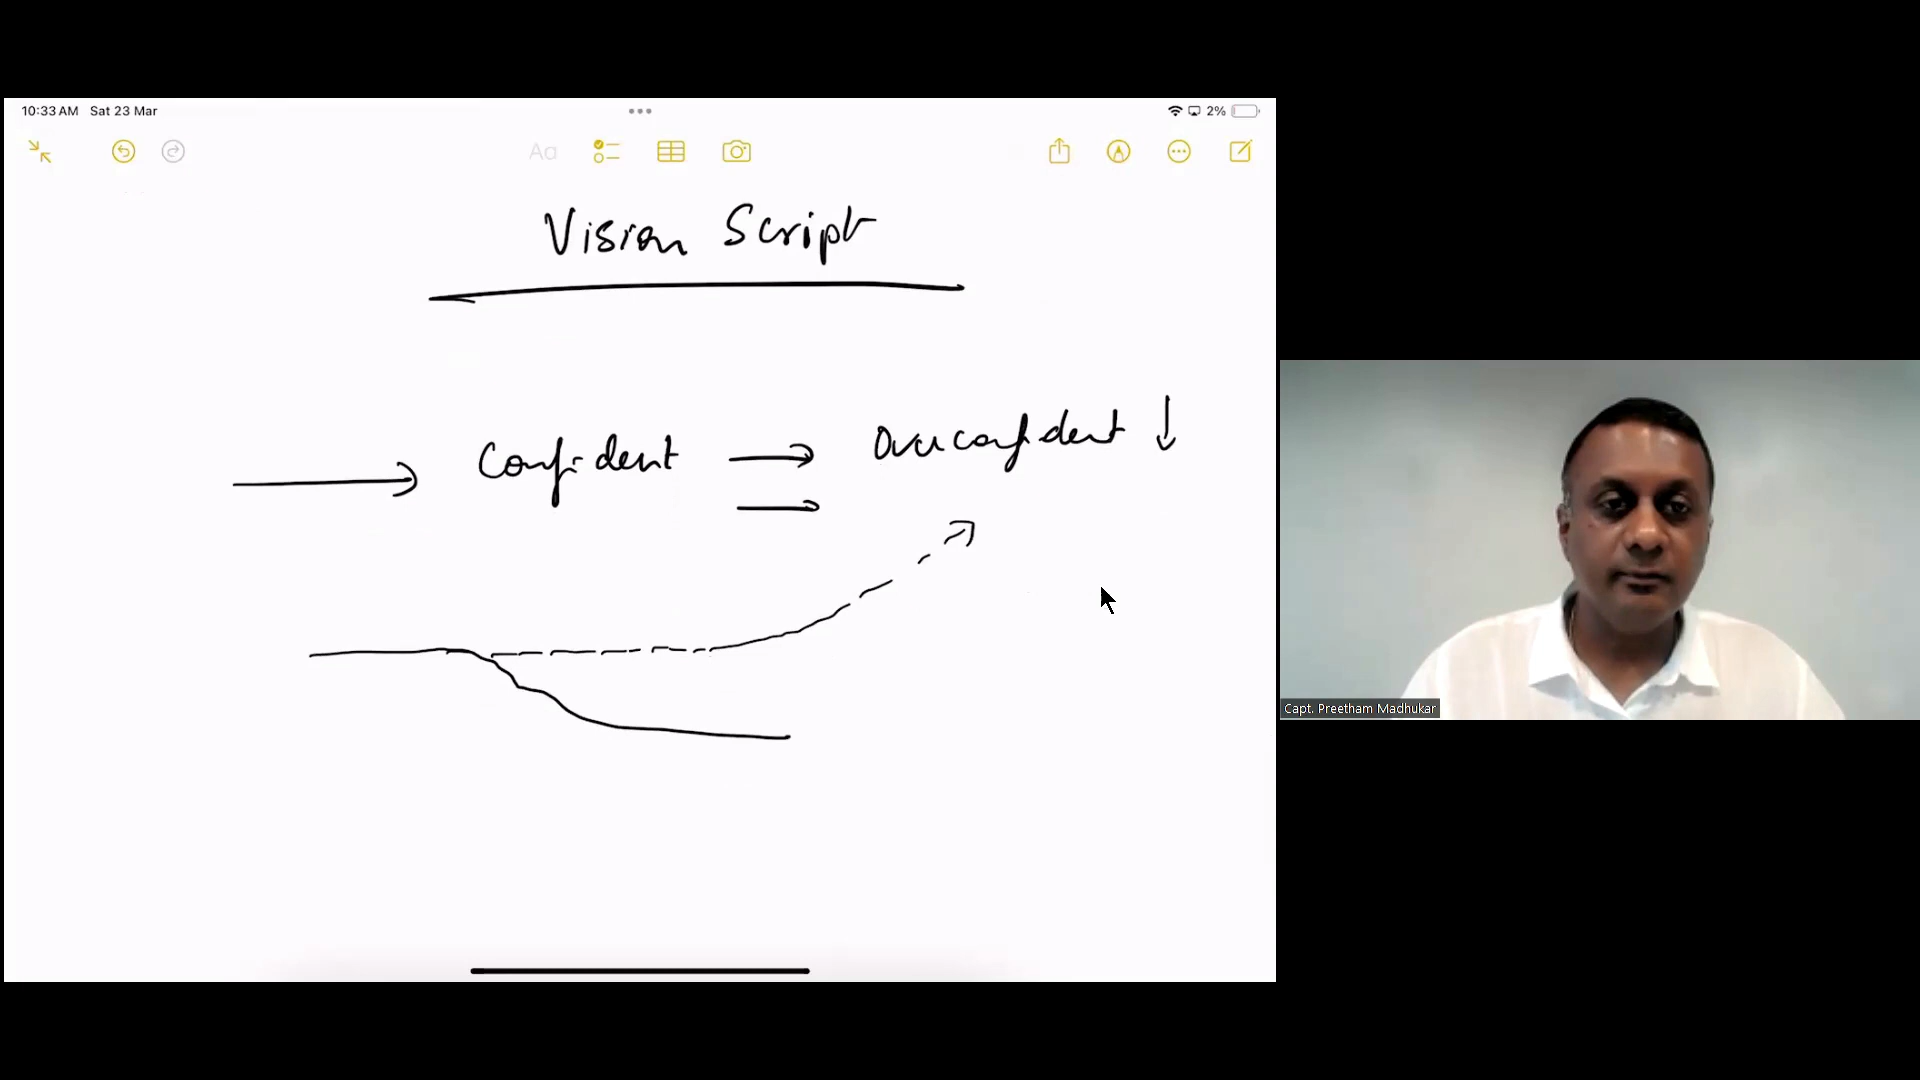 10:33 AM Sat 23 Mar
2%
Aa
Vision Script
Confident Overconfident
Capt. Preetham Madhukar